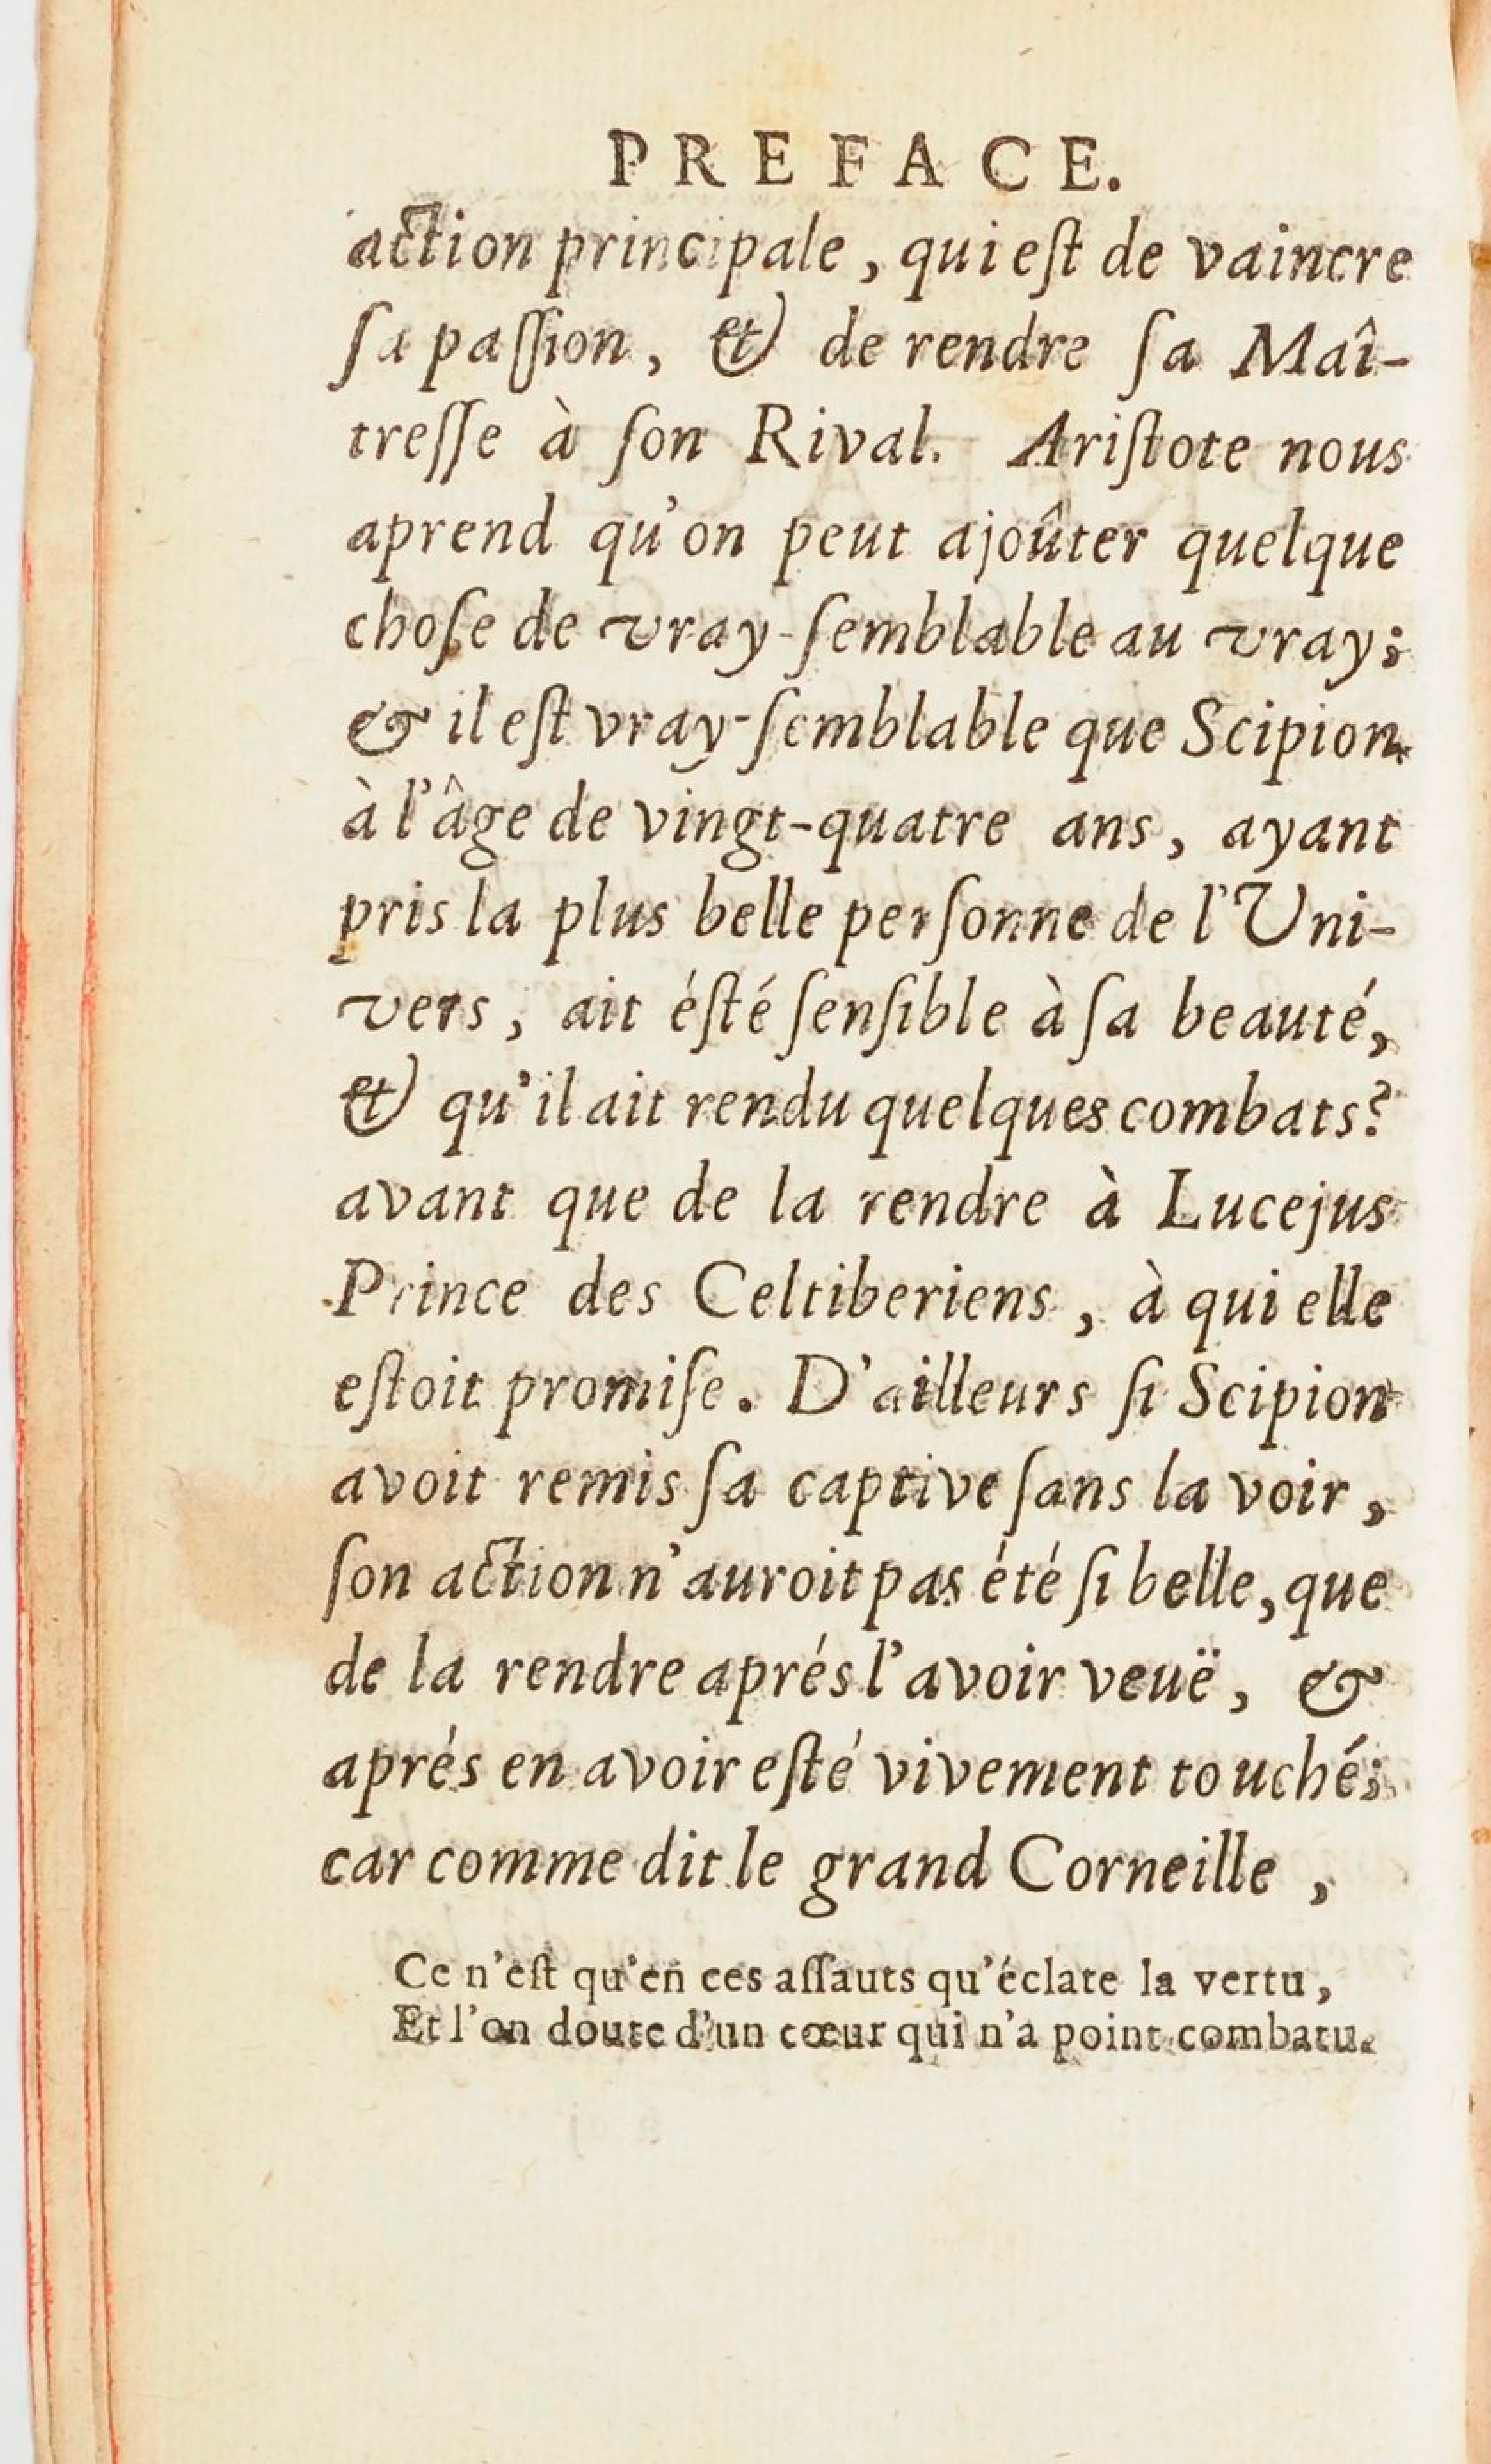 PREFACE.
action principale, qui eſt de vaincre
ſa paſſion, & de rendre ſa Maî-
treſſe à ſon Rival. Ariſtote nous
aprend qu'on peut ajoûter quelque
choſe de vray-ſemblable au vray;
& il eſt vray-ſemblable que Scipion
à l'âge de vingt-quatre ans, ayant
pris la plus belle perſonne de l'Uni-
vers, ait éſté ſenſible à ſa beauté,
& qu'il ait rendu quelques combats?
avant que de la rendre à Lucejus
Prince des Celtiberiens, à qui elle
eſtoit promiſe. D'ailleurs ſi Scipion
avoit remis ſa captive ſans la voir,
ſon action n'auroit pas été ſi belle, que
de la rendre aprés l'avoir veuë, &
aprés en avoir eſté vivement touché;
car comme dit le grand Corneille,
Ce n'eſt qu'en ces aſſauts qu'éclate la vertu,
Et l'on doute d'un cœur qui n'a point combatu.